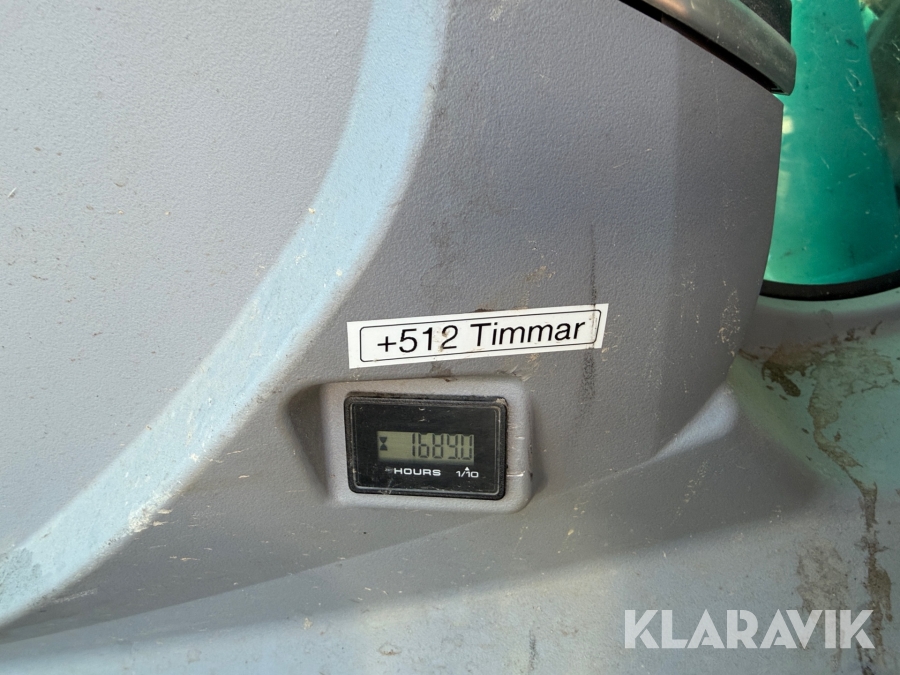 +512 Timmar
1689.0
HOURS 1/10
KLARAVIK